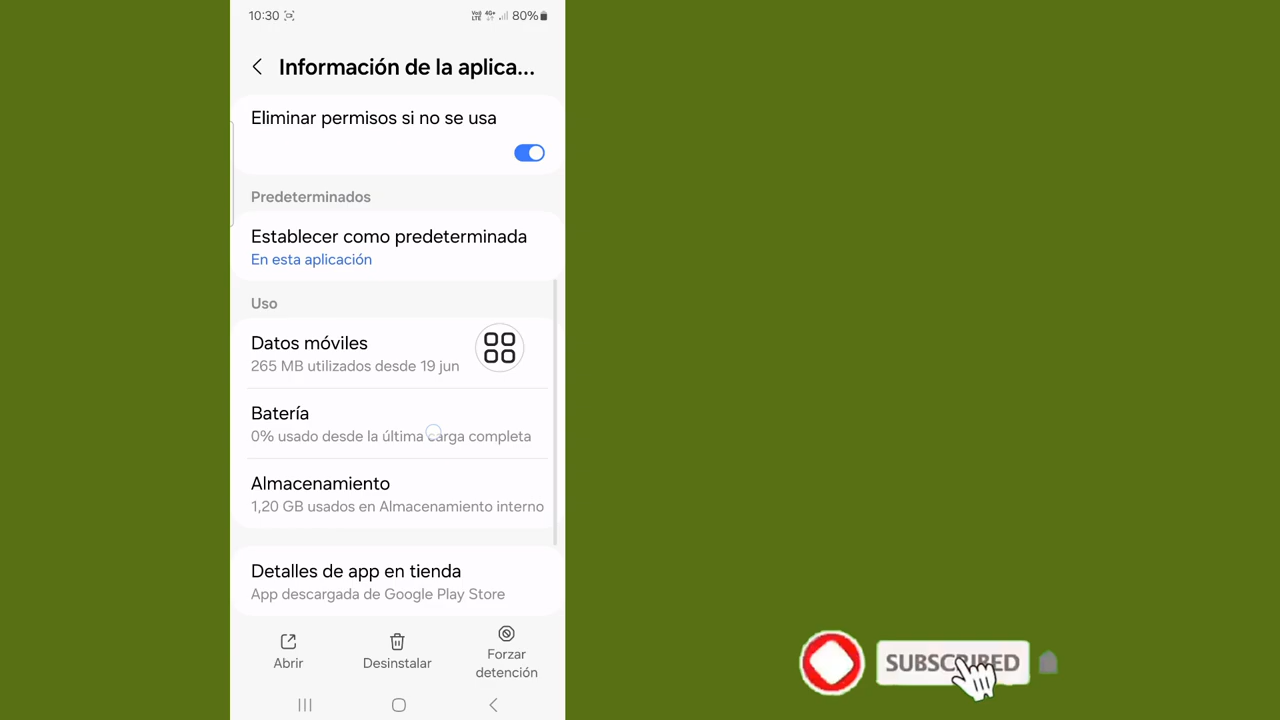 10:30
VoLTE 4G+ 80%
Información de la aplica...
Eliminar permisos si no se usa
Predeterminados
Establecer como predeterminada
En esta aplicación
Uso
Datos móviles
265 MB utilizados desde 19 jun
Batería
0% usado desde la última carga completa
Almacenamiento
1,20 GB usados en Almacenamiento interno
Detalles de app en tienda
App descargada de Google Play Store
Abrir
Desinstalar
Forzar
detención
SUBSCRIBED